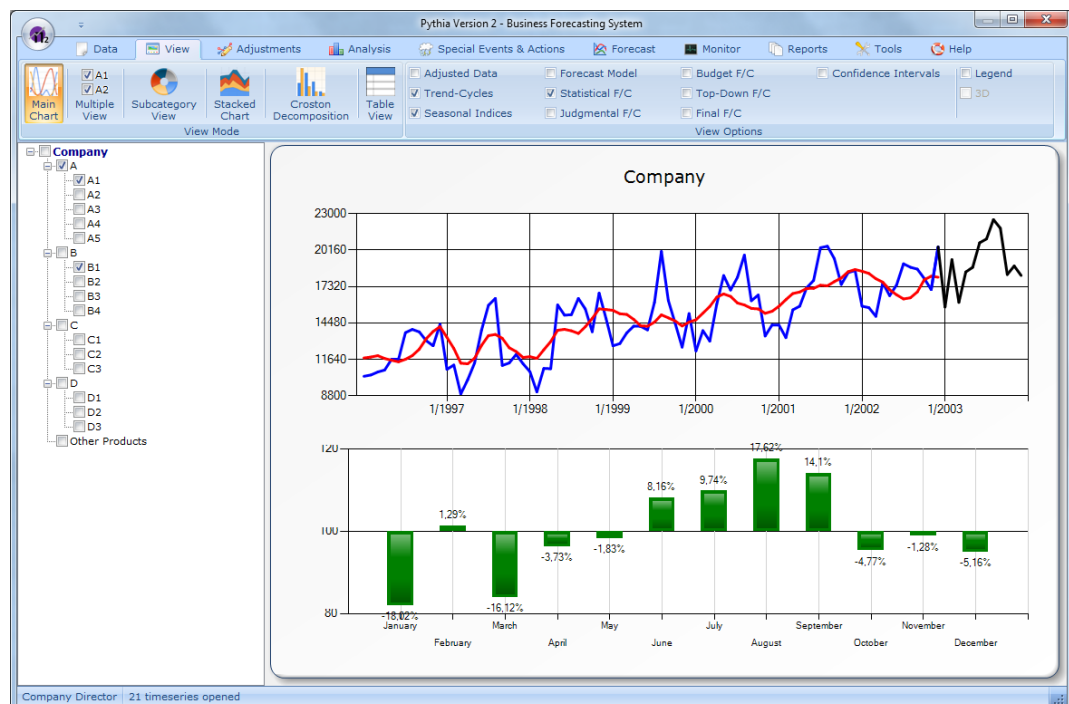 Pythia Version 2 - Business Forecasting System
Data View Adjustments Analysis Special Events & Actions Forecast Monitor Reports Tools Help
Main Chart
A1
A2
Multiple View
Subcategory View
Stacked Chart
Croston Decomposition
Table View
View Mode
Adjusted Data Forecast Model Budget F/C Confidence Intervals Legend
Trend-Cycles Statistical F/C Top-Down F/C 3D
Seasonal Indices Judgmental F/C Final F/C
View Options
Company
A
A1
A2
A3
A4
A5
B
B1
B2
B3
B4
C
C1
C2
C3
D
D1
D2
D3
Other Products
Company
23000
20160
17320
14480
11640
8800
1/1997 1/1998 1/1999 1/2000 1/2001 1/2002 1/2003
120
100
80
-18,02%
1,29%
-16,12%
-3,73%
-1,83%
8,16%
9,74%
17,62%
14,1%
-4,77%
-1,28%
-5,16%
January March May July September November
February April June August October December
Company Director 21 timeseries opened